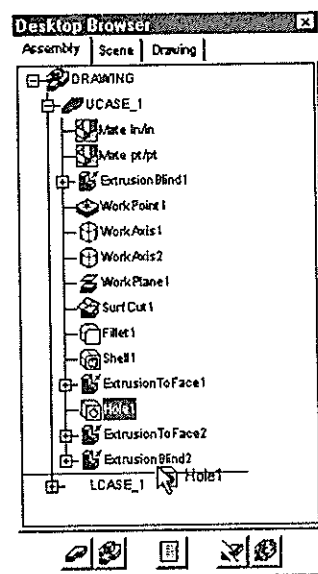 Desktop Browser
Assembly Scene Drawing
DRAWING
UCASE_1
Mate ln/ln
Mate pt/pt
ExtrusionBlind1
WorkPoint1
WorkAxis1
WorkAxis2
WorkPlane1
SurfCut1
Fillet1
Shell1
ExtrusionToFace1
Hole1
ExtrusionToFace2
ExtrusionBlind2
LCASE_1 Hole1